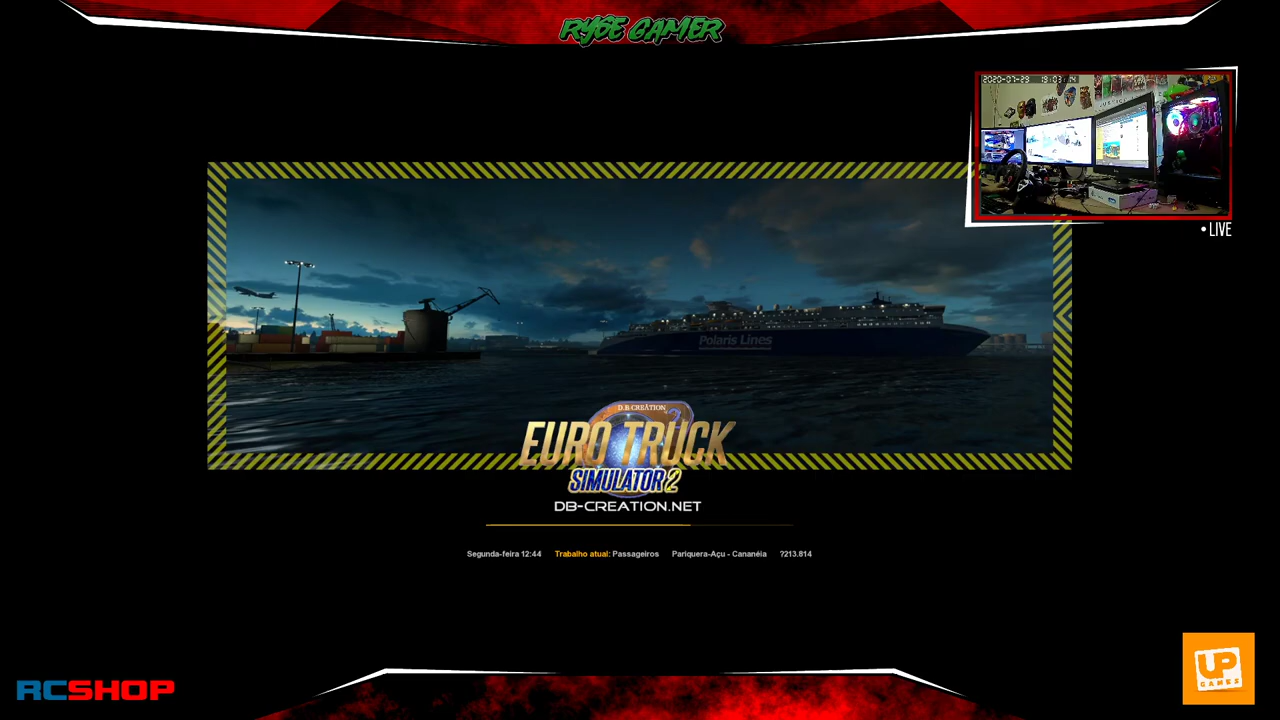 RY6E GAMER
• LIVE
Polaris Lines
D.B CREATION
EURO TRUCK
SIMULATOR 2
DB-CREATION.NET
Segunda-feira 12:44 Trabalho atual: Passageiros Pariquera-Açu - Cananéia ?213.814
RCSHOP
UP
GAMES